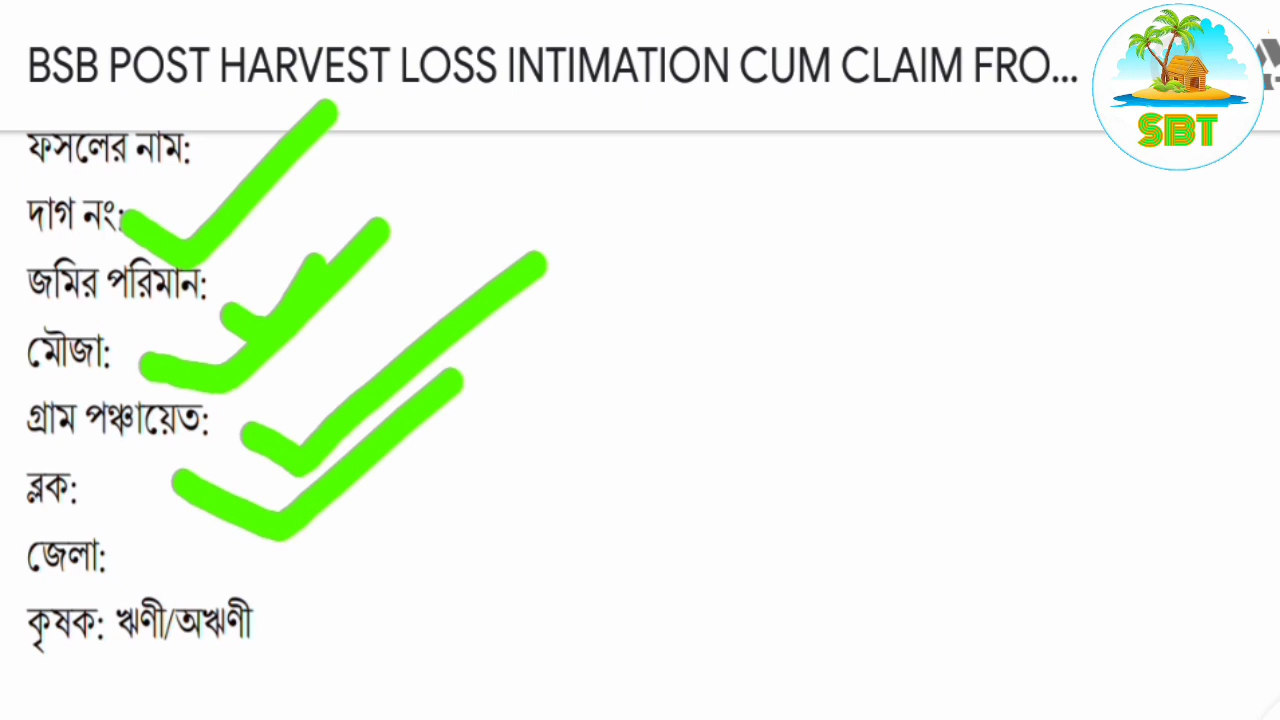 BSB POST HARVEST LOSS INTIMATION CUM CLAIM FRO...
SBT
ফসলের নাম:
দাগ নং:
জমির পরিমান:
মৌজা:
গ্রাম পঞ্চায়েত:
ব্লক:
জেলা:
কৃষক: ঋণী/অঋণী